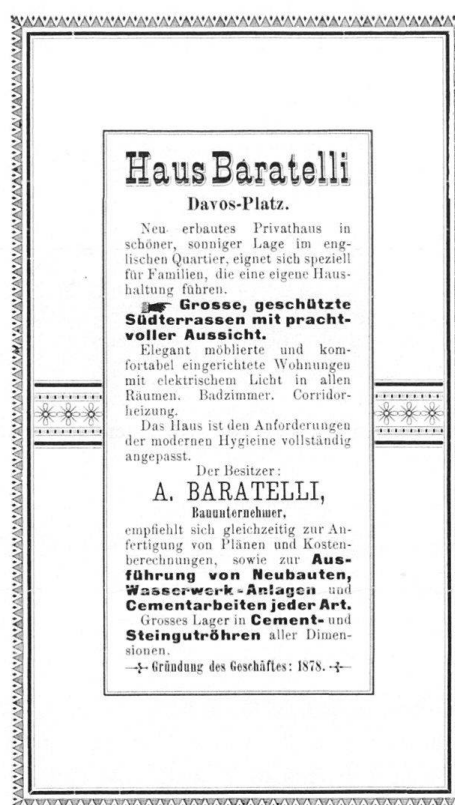 Haus Baratelli
Davos-Platz.
Neu erbautes Privathaus in
schöner, sonniger Lage im eng-
lischen Quartier, eignet sich speziell
für Familien, die eine eigene Haus-
haltung führen.
☛ Grosse, geschützte
Südterrassen mit pracht-
voller Aussicht.
Elegant möblierte und kom-
fortabel eingerichtete Wohnungen
mit elektrischem Licht in allen
Räumen. Badzimmer. Corridor-
heizung.
Das Haus ist den Anforderungen
der modernen Hygieine vollständig
angepasst.
Der Besitzer:
A. BARATELLI,
Bauunternehmer,
empfiehlt sich gleichzeitig zur An-
fertigung von Plänen und Kosten-
berechnungen, sowie zur Aus-
führung von Neubauten,
Wasserwerk-Anlagen und
Cementarbeiten jeder Art.
Grosses Lager in Cement- und
Steingutröhren aller Dimen-
sionen.
Gründung des Geschäftes: 1878.